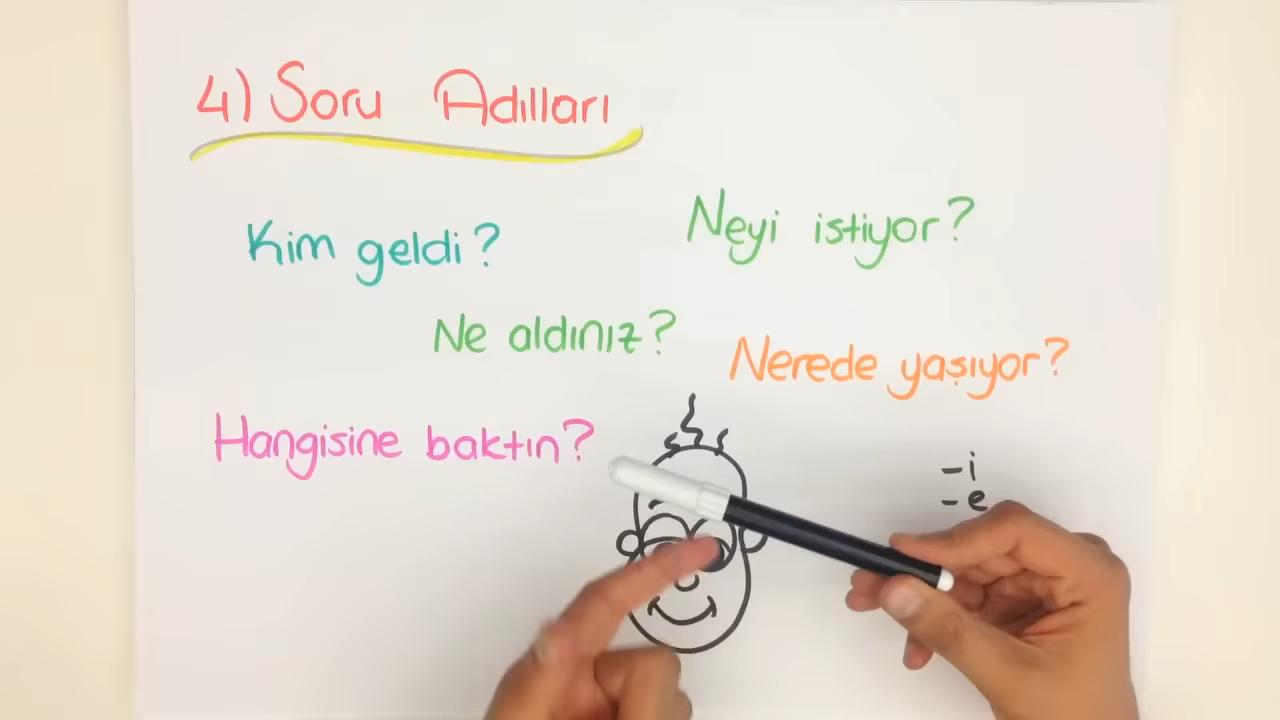 4) Soru Adılları
Kim geldi?
Neyi istiyor?
Ne aldınız?
Nerede yaşıyor?
Hangisine baktın?
-i
-e